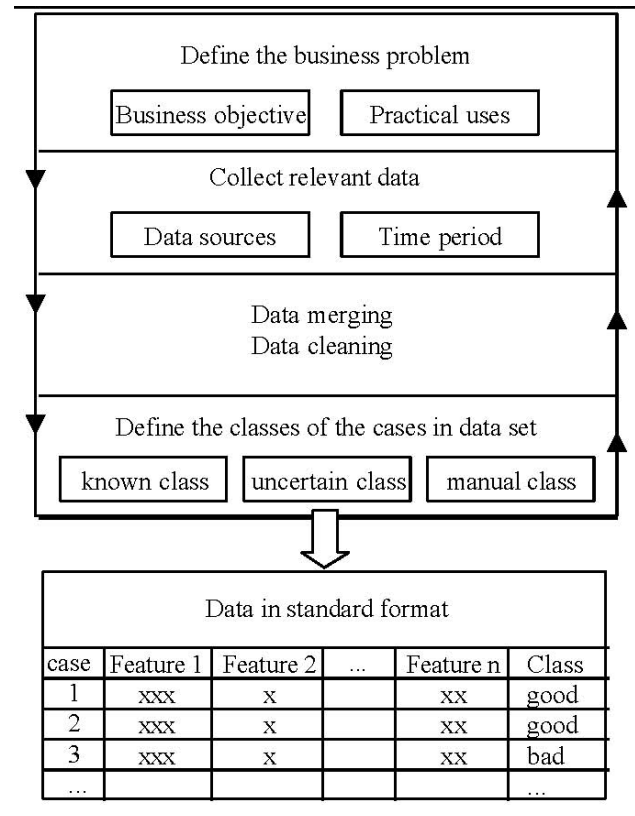 Define the business problem
Business objective
Practical uses
Collect relevant data
Data sources
Time period
Data merging
Data cleaning
Define the classes of the cases in data set
known class
uncertain class
manual class
Data in standard format
case Feature 1 Feature 2 ... Feature n Class
1 xxx x xx good
2 xxx x xx good
3 xxx x xx bad
... ...